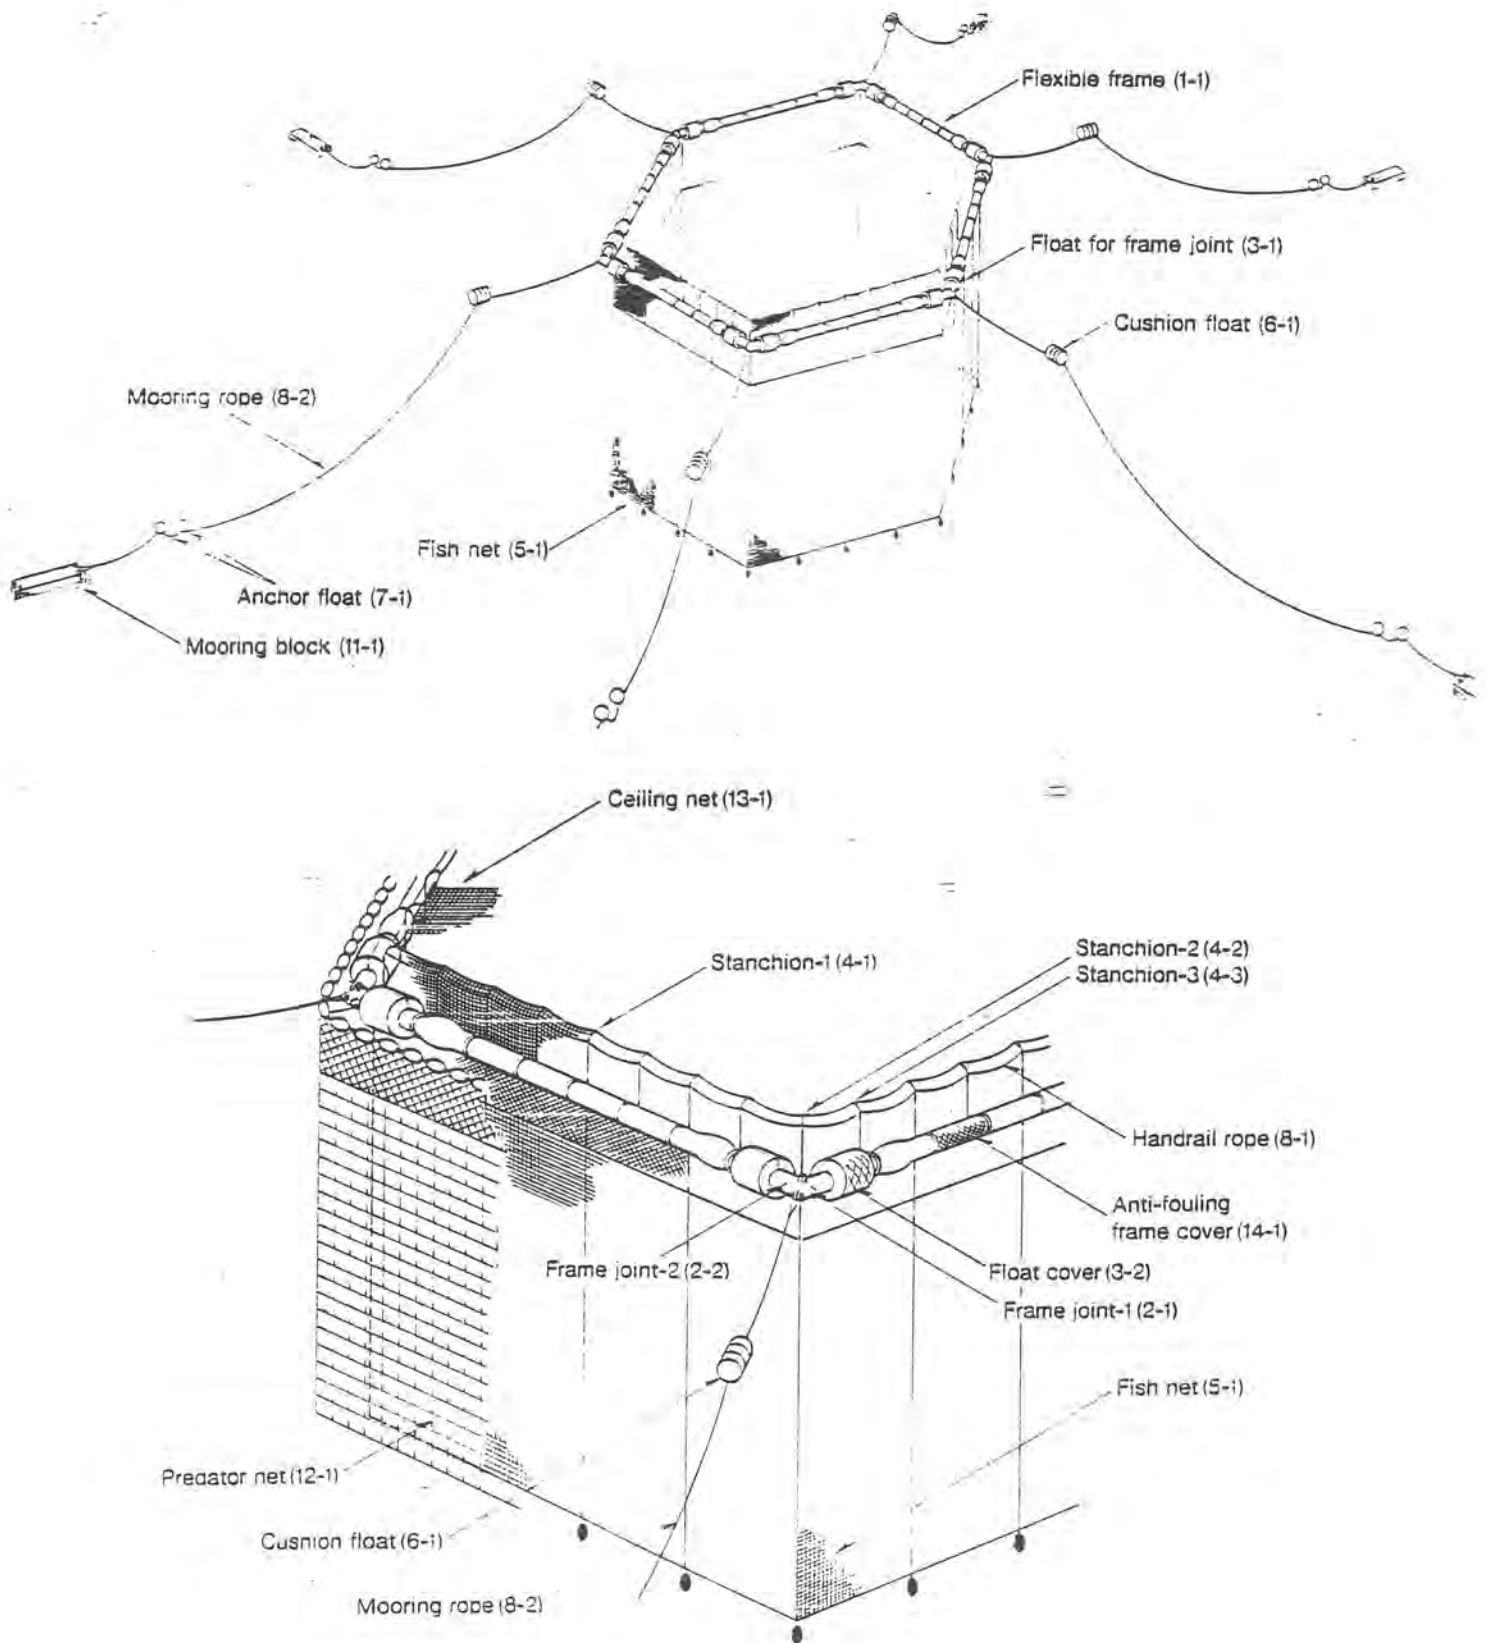 Flexible frame (1-1)
Float for frame joint (3-1)
Cushion float (6-1)
Mooring rope (8-2)
Fish net (5-1)
Anchor float (7-1)
Mooring block (11-1)
Ceiling net (13-1)
Stanchion-1 (4-1)
Stanchion-2 (4-2)
Stanchion-3 (4-3)
Handrail rope (8-1)
Anti-fouling
frame cover (14-1)
Frame joint-2 (2-2)
Float cover (3-2)
Frame joint-1 (2-1)
Fish net (5-1)
Predator net (12-1)
Cushion float (6-1)
Mooring rope (8-2)